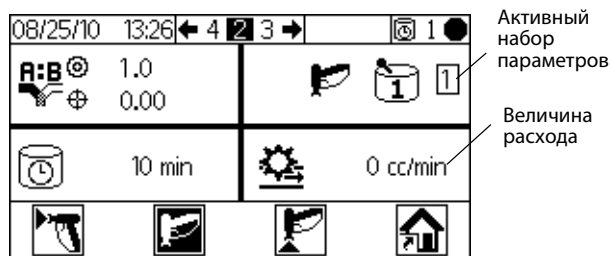 08/25/10 13:26 4 2 3 1
Активный
набор
параметров
A:B 1.0
0.00
1 1
Величина
расхода
10 min 0 cc/min